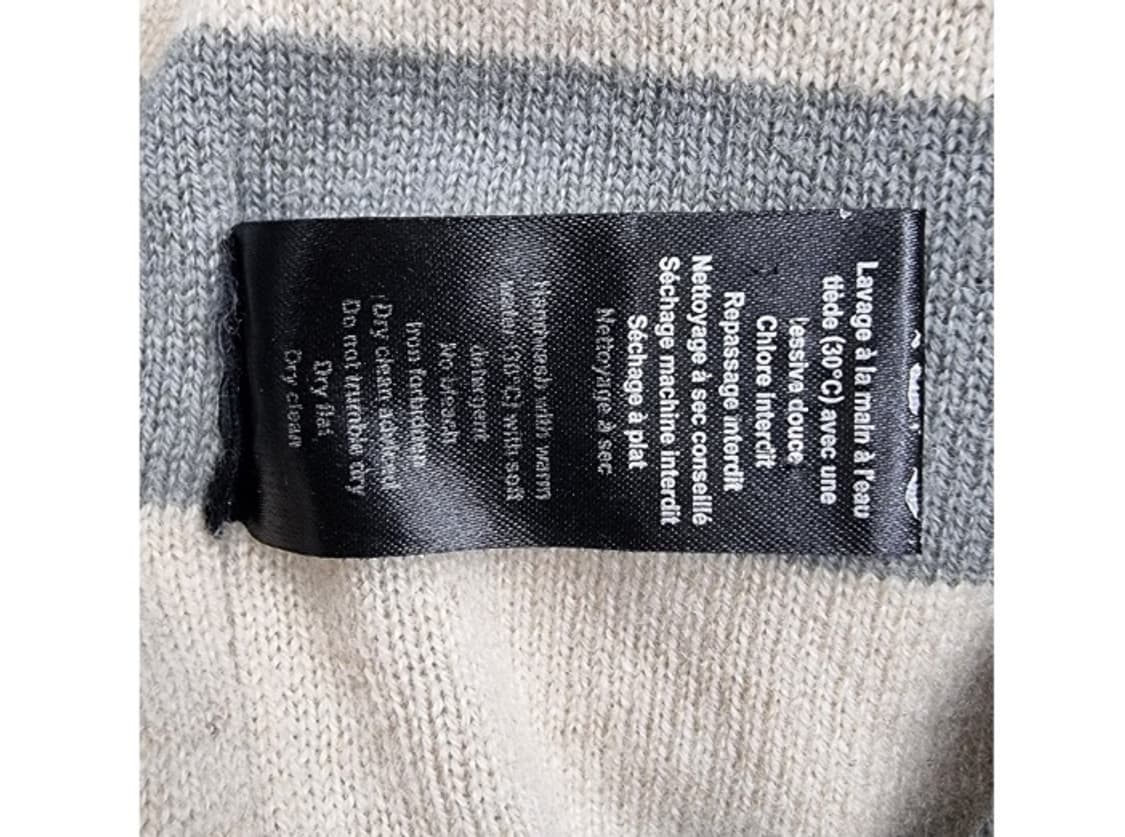 Lavage à la main à l'eau
tiède (30°C) avec une
lessive douce
Chlore interdit
Repassage interdit
Nettoyage à sec conseillé
Séchage machine interdit
Séchage à plat
Nettoyage à sec
Handwash with warm
water (30°C) with soft
detergent
No bleach
Iron forbidden
Dry clean advised
Do not trumble dry
Dry flat
Dry clean